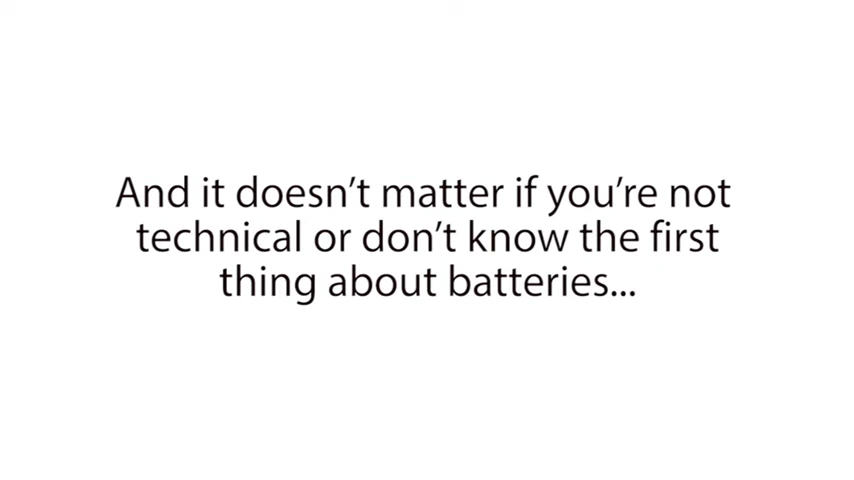 And it doesn’t matter if you’re not
technical or don’t know the first
thing about batteries...